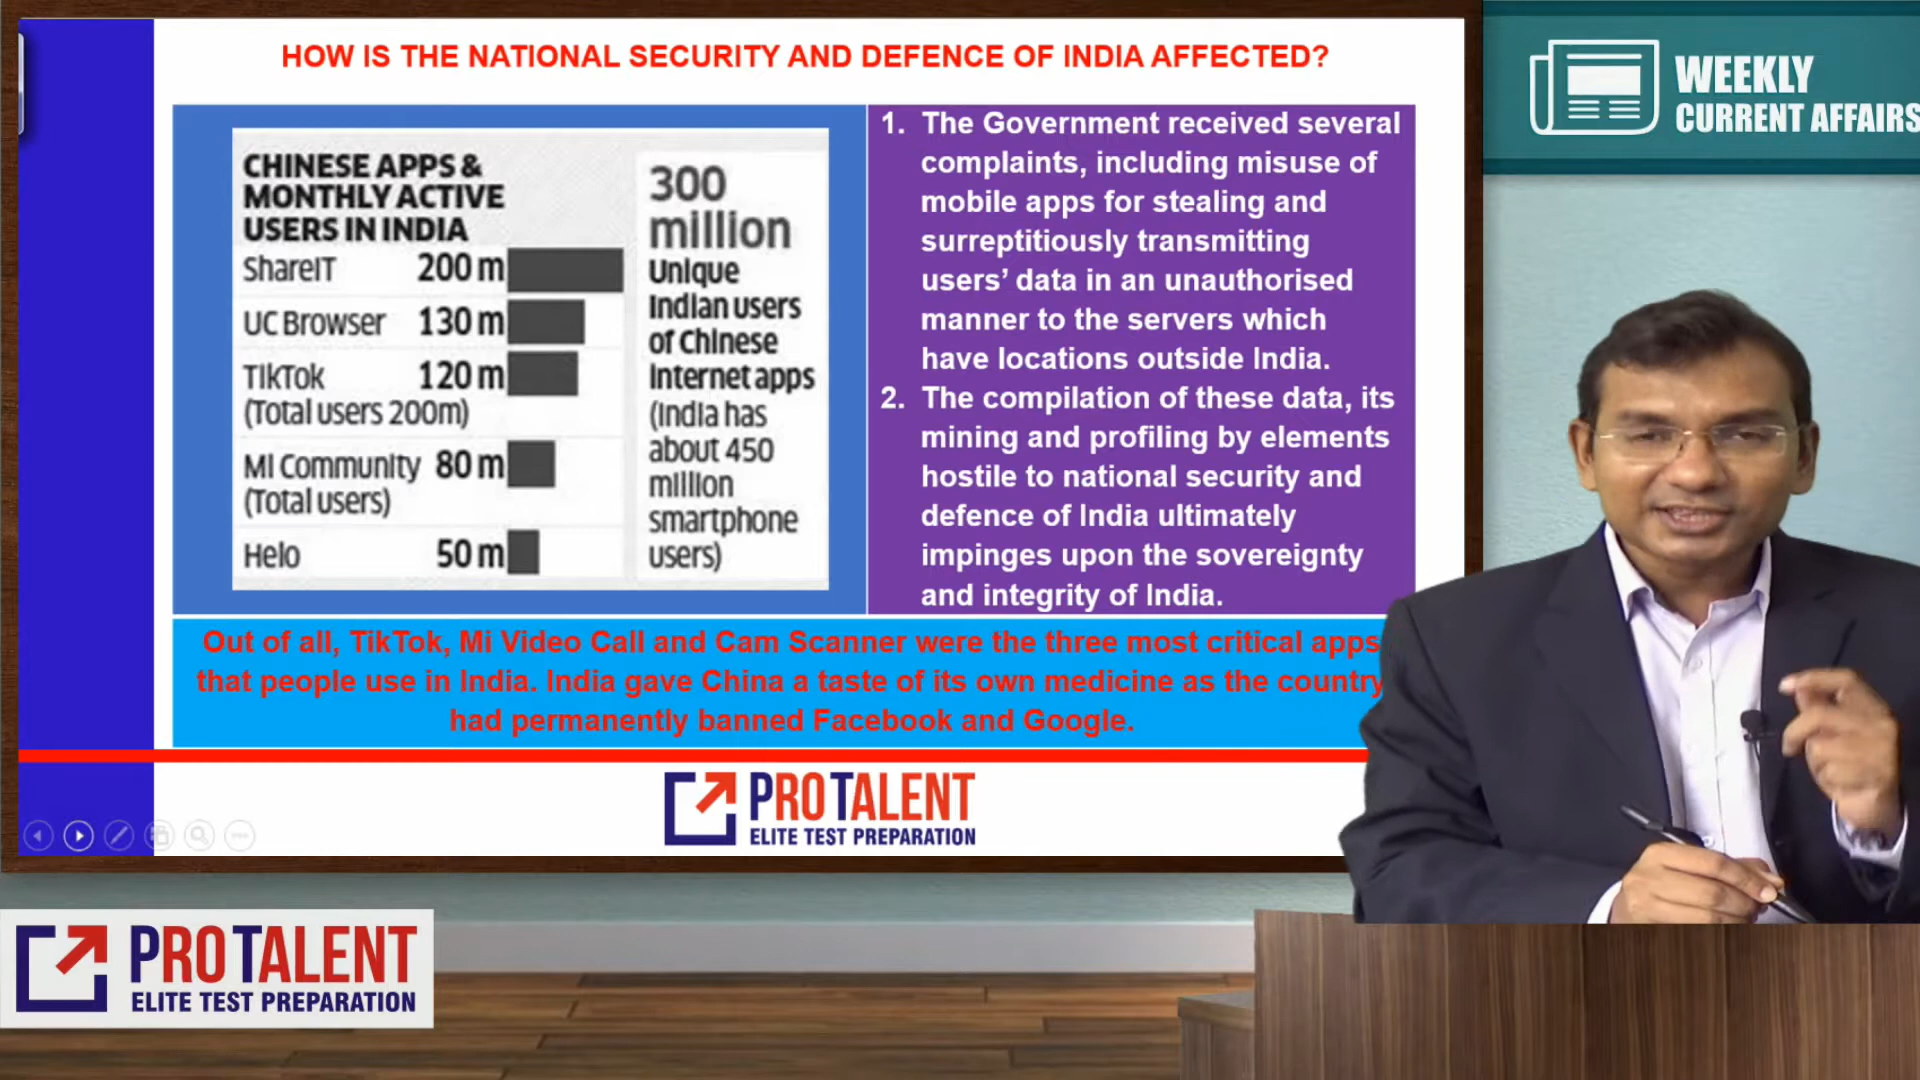 HOW IS THE NATIONAL SECURITY AND DEFENCE OF INDIA AFFECTED?
CHINESE APPS &
MONTHLY ACTIVE
USERS IN INDIA
ShareIT 200 m
UC Browser 130 m
TikTok 120 m
(Total users 200m)
MI Community 80 m
(Total users)
Helo 50 m
300
million
Unique
Indian users
of Chinese
Internet apps
(India has
about 450
million
smartphone
users)
1. The Government received several
complaints, including misuse of
mobile apps for stealing and
surreptitiously transmitting
users’ data in an unauthorised
manner to the servers which
have locations outside India.
2. The compilation of these data, its
mining and profiling by elements
hostile to national security and
defence of India ultimately
impinges upon the sovereignty
and integrity of India.
Out of all, TikTok, Mi Video Call and Cam Scanner were the three most critical apps
that people use in India. India gave China a taste of its own medicine as the country
had permanently banned Facebook and Google.
PROTALENT
ELITE TEST PREPARATION
WEEKLY
CURRENT AFFAIRS
PROTALENT
ELITE TEST PREPARATION